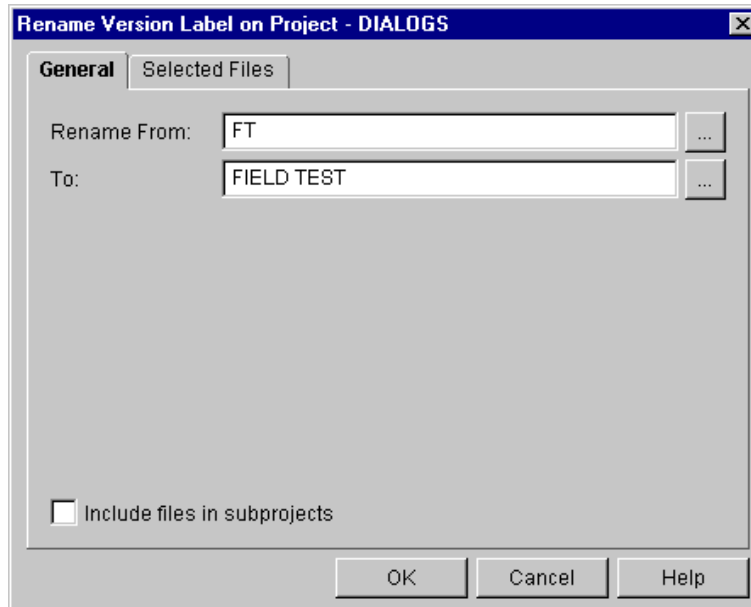 Rename Version Label on Project - DIALOGS
General Selected Files
Rename From: FT ...
To: FIELD TEST ...
Include files in subprojects
OK Cancel Help